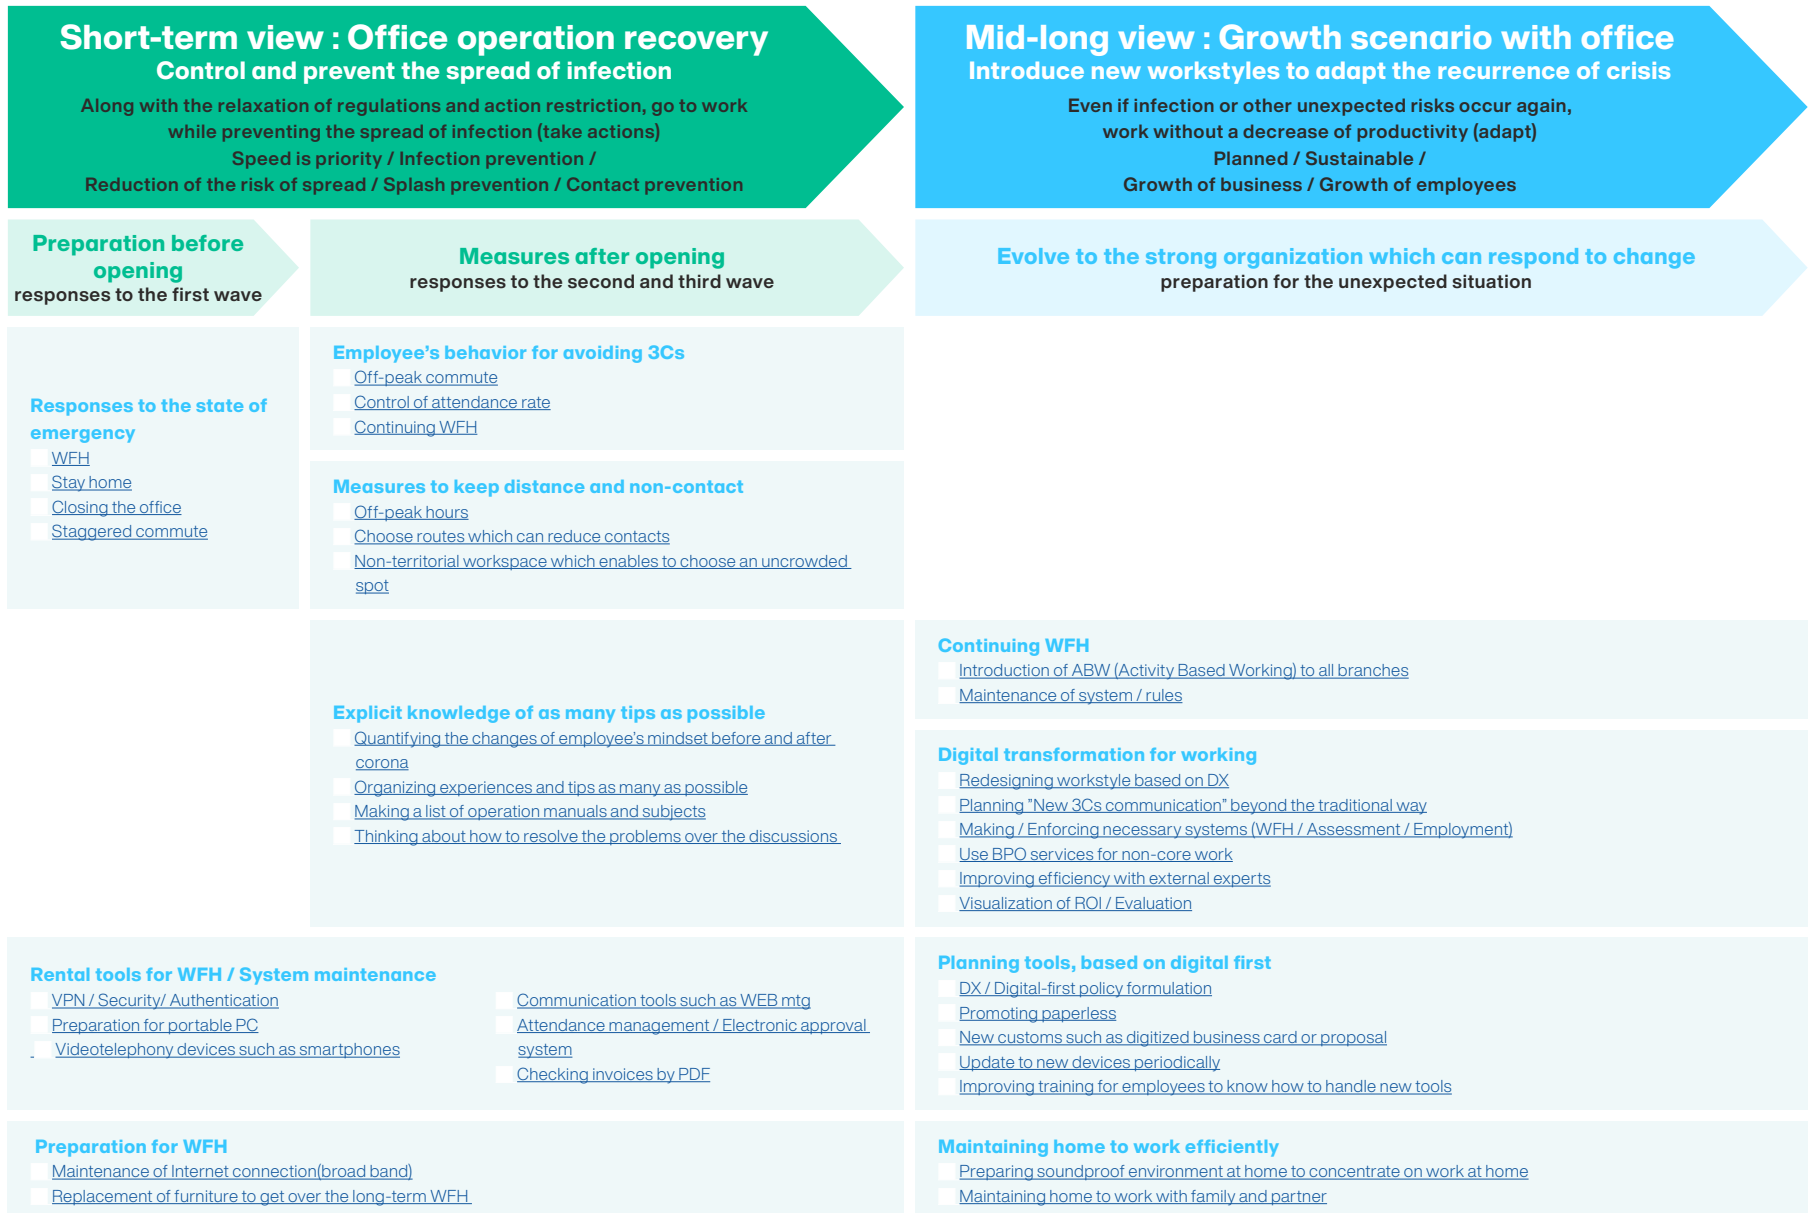 Short-term view : Office operation recovery
Control and prevent the spread of infection
Along with the relaxation of regulations and action restriction, go to work
while preventing the spread of infection (take actions)
Speed is priority / Infection prevention /
Reduction of the risk of spread / Splash prevention / Contact prevention
Mid-long view : Growth scenario with office
Introduce new workstyles to adapt the recurrence of crisis
Even if infection or other unexpected risks occur again,
work without a decrease of productivity (adapt)
Planned / Sustainable /
Growth of business / Growth of employees
Preparation before
opening
responses to the first wave
Measures after opening
responses to the second and third wave
Evolve to the strong organization which can respond to change
preparation for the unexpected situation
Responses to the state of
emergency
WFH
Stay home
Closing the office
Staggered commute
Employee's behavior for avoiding 3Cs
Off-peak commute
Control of attendance rate
Continuing WFH
Measures to keep distance and non-contact
Off-peak hours
Choose routes which can reduce contacts
Non-territorial workspace which enables to choose an uncrowded
spot
Explicit knowledge of as many tips as possible
Quantifying the changes of employee's mindset before and after
corona
Organizing experiences and tips as many as possible
Making a list of operation manuals and subjects
Thinking about how to resolve the problems over the discussions
Continuing WFH
Introduction of ABW (Activity Based Working) to all branches
Maintenance of system / rules
Digital transformation for working
Redesigning workstyle based on DX
Planning ”New 3Cs communication” beyond the traditional way
Making / Enforcing necessary systems (WFH / Assessment / Employment)
Use BPO services for non-core work
Improving efficiency with external experts
Visualization of ROI / Evaluation
Rental tools for WFH / System maintenance
VPN / Security/ Authentication
Preparation for portable PC
Videotelephony devices such as smartphones
Communication tools such as WEB mtg
Attendance management / Electronic approval
system
Checking invoices by PDF
Planning tools, based on digital first
DX / Digital-first policy formulation
Promoting paperless
New customs such as digitized business card or proposal
Update to new devices periodically
Improving training for employees to know how to handle new tools
Preparation for WFH
Maintenance of Internet connection(broad band)
Replacement of furniture to get over the long-term WFH
Maintaining home to work efficiently
Preparing soundproof environment at home to concentrate on work at home
Maintaining home to work with family and partner